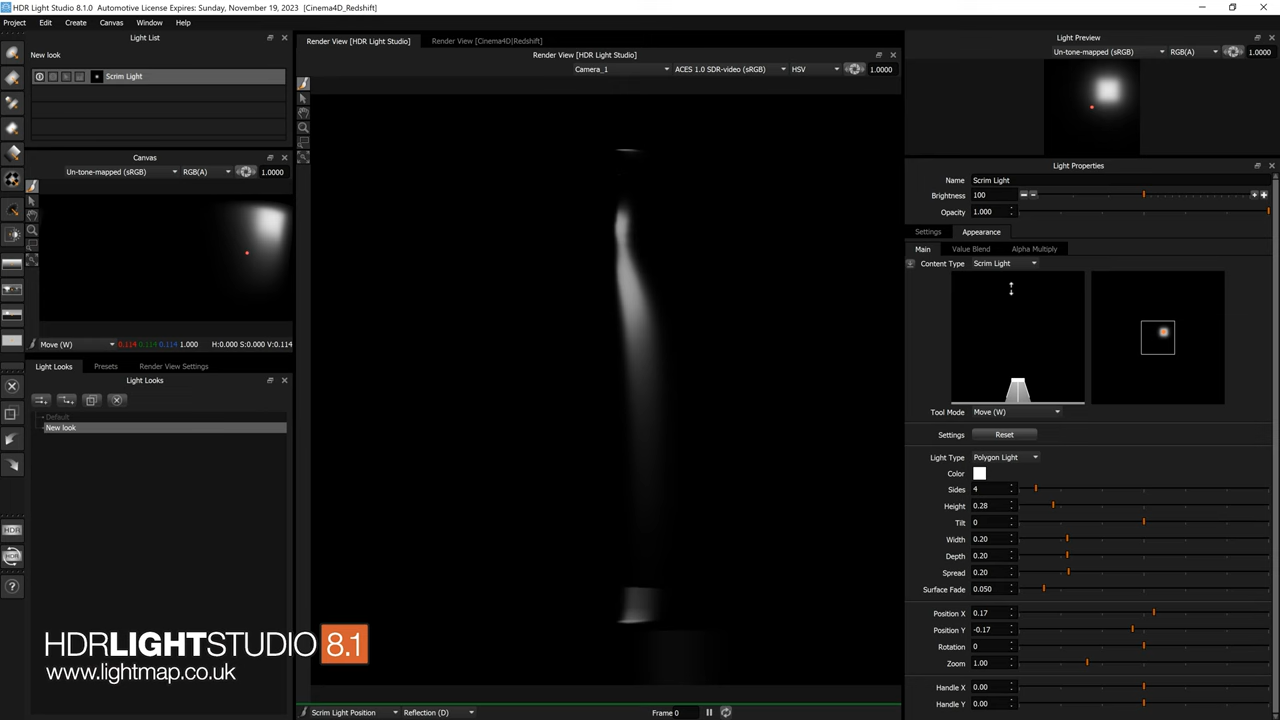 HDR Light Studio 8.1.0 Automotive License Expires: Sunday, November 19, 2023 [Cinema4D_Redshift]
Project Edit Create Canvas Window Help
Light List
New look
Scrim Light
Canvas
Un-tone-mapped (sRGB) RGB(A) 1.0000
Move (W) 0.114 0.114 0.114 1.000 H:0.000 S:0.000 V:0.114
Light Looks Presets Render View Settings
Light Looks
Default
New look
HDR
HDR
?
HDRLIGHTSTUDIO 8.1
www.lightmap.co.uk
Render View [HDR Light Studio] Render View [Cinema4D|Redshift]
Render View [HDR Light Studio]
Camera_1 ACES 1.0 SDR-video (sRGB) HSV 1.0000
Scrim Light Position Reflection (D) Frame 0
Light Preview
Un-tone-mapped (sRGB) RGB(A) 1.0000
Light Properties
Name Scrim Light
Brightness 100
Opacity 1.000
Settings Appearance
Main Value Blend Alpha Multiply
Content Type Scrim Light
Tool Mode Move (W)
Settings Reset
Light Type Polygon Light
Color
Sides 4
Height 0.28
Tilt 0
Width 0.20
Depth 0.20
Spread 0.20
Surface Fade 0.050
Position X 0.17
Position Y -0.17
Rotation 0
Zoom 1.00
Handle X 0.00
Handle Y 0.00